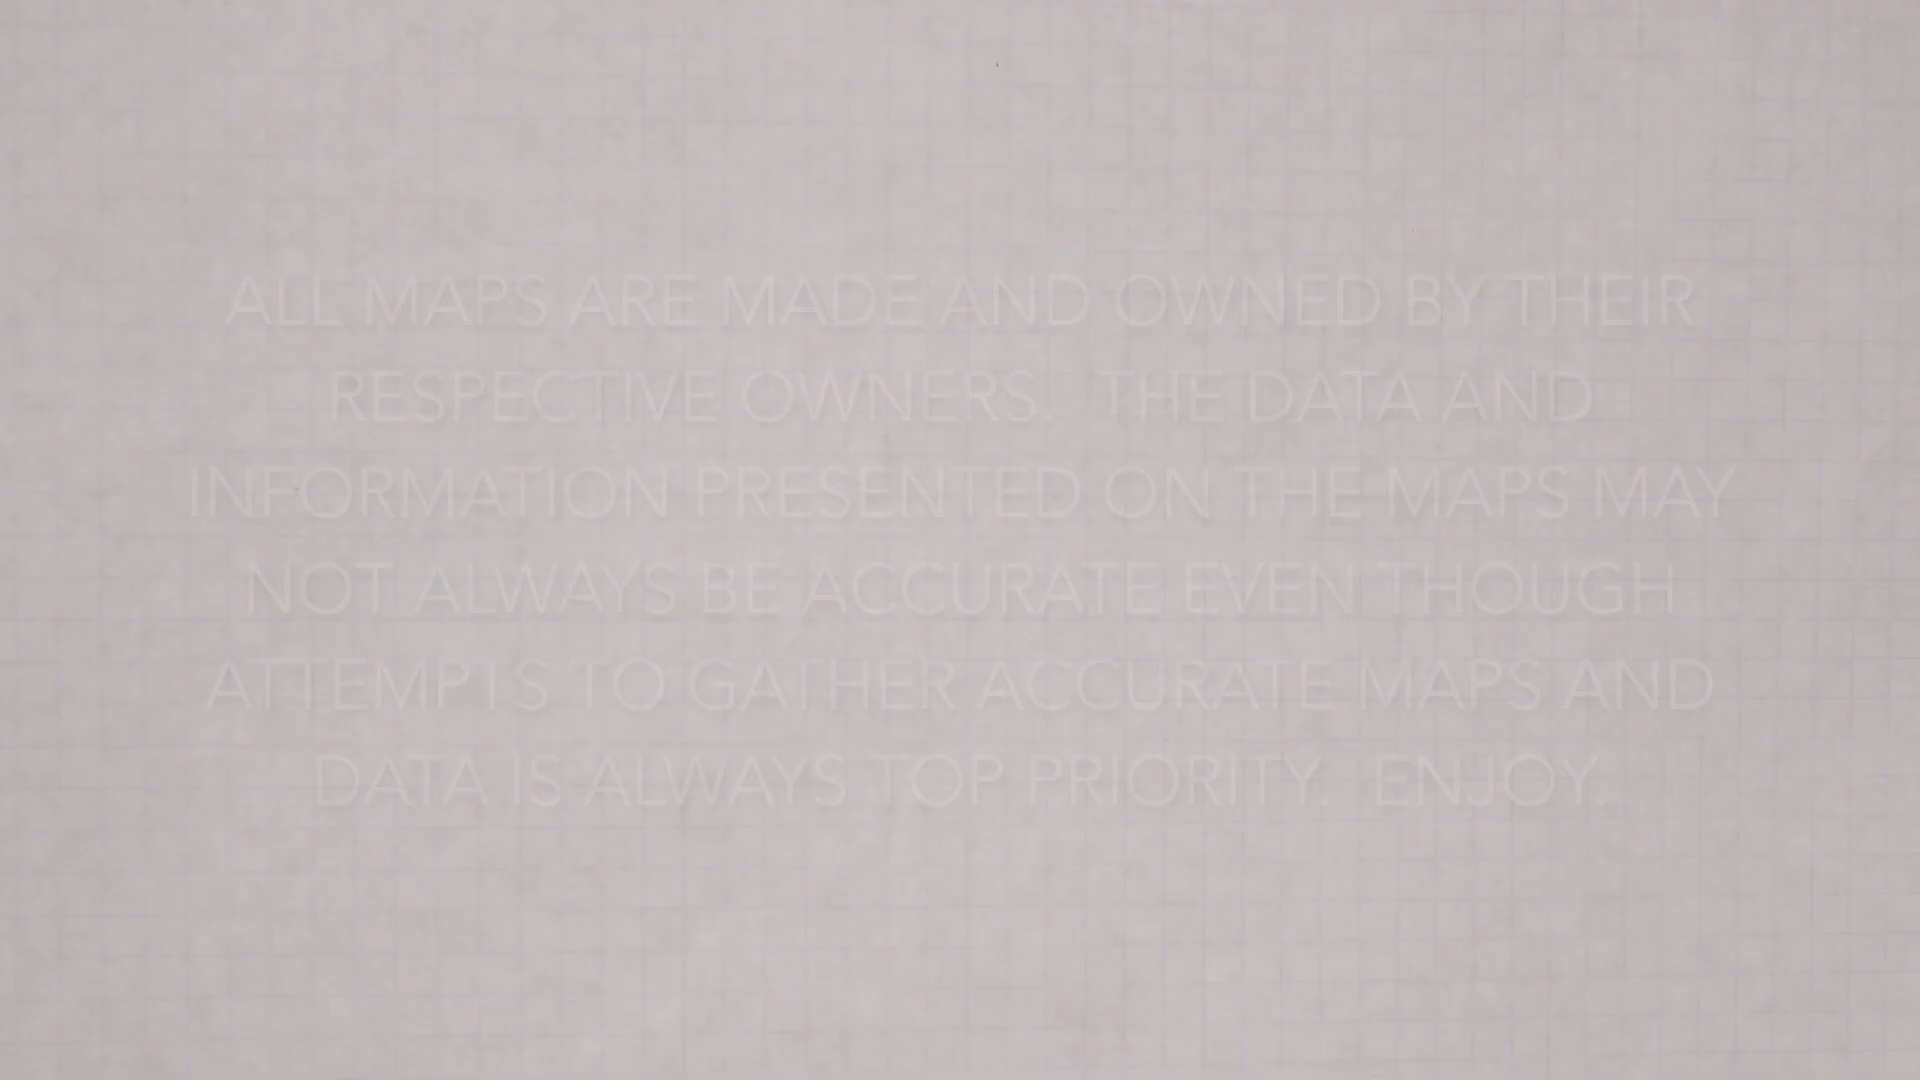 ALL MAPS ARE MADE AND OWNED BY THEIR
RESPECTIVE OWNERS. THE DATA AND
INFORMATION PRESENTED ON THE MAPS MAY
NOT ALWAYS BE ACCURATE EVEN THOUGH
ATTEMPTS TO GATHER ACCURATE MAPS AND
DATA IS ALWAYS TOP PRIORITY. ENJOY.